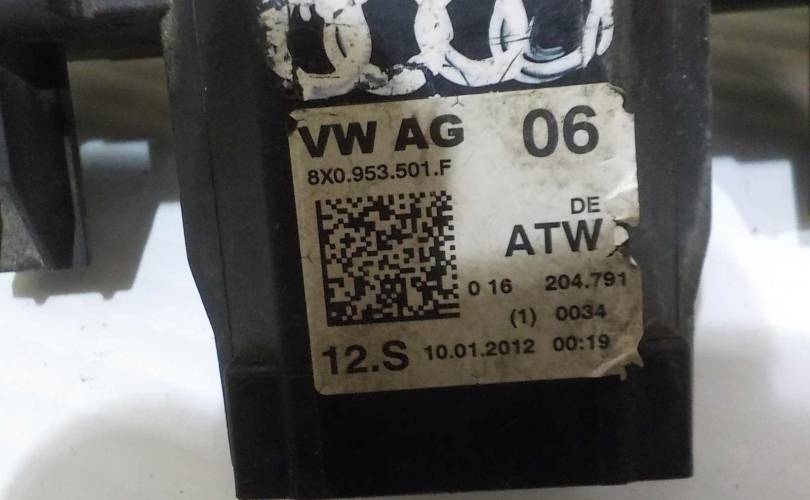 VW AG 06
8X0.953.501.F
DE
ATW
0 16 204.791
(1) 0034
12.S 10.01.2012 00:19